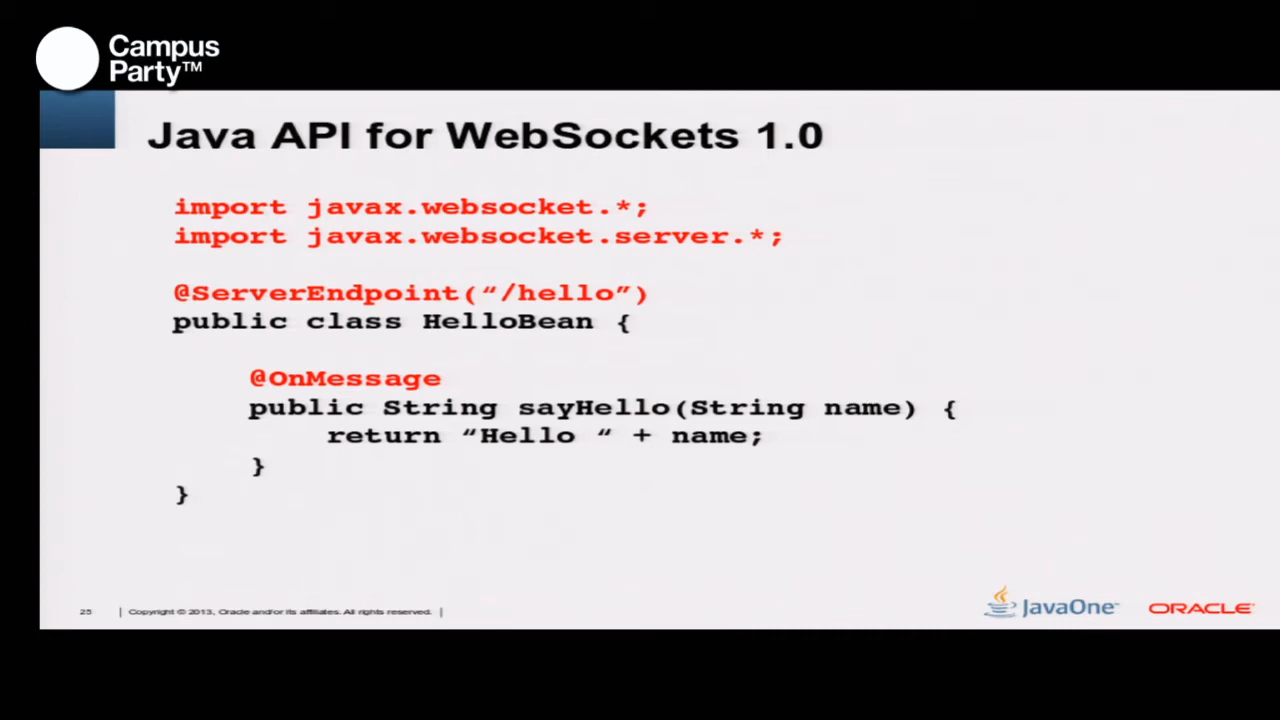 Campus
Party™
Java API for WebSockets 1.0
import javax.websocket.*;
import javax.websocket.server.*;
@ServerEndpoint(“/hello”)
public class HelloBean {
@OnMessage
public String sayHello(String name) {
return “Hello “ + name;
}
}
25 | Copyright © 2013, Oracle and/or its affiliates. All rights reserved. |
JavaOne™ ORACLE®